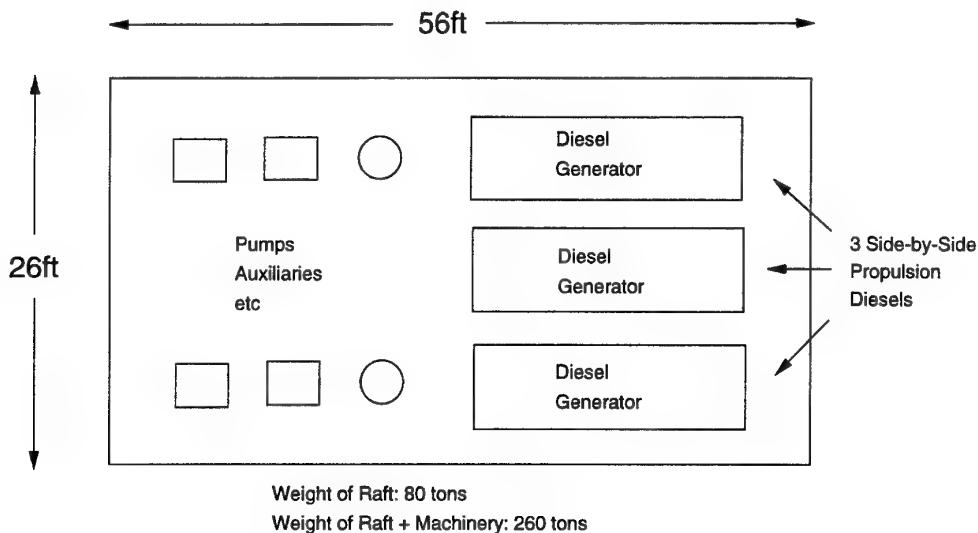 56ft
26ft
Diesel
Generator
Pumps
Auxiliaries
etc
Diesel
Generator
3 Side-by-Side
Propulsion
Diesels
Diesel
Generator
Weight of Raft: 80 tons
Weight of Raft + Machinery: 260 tons